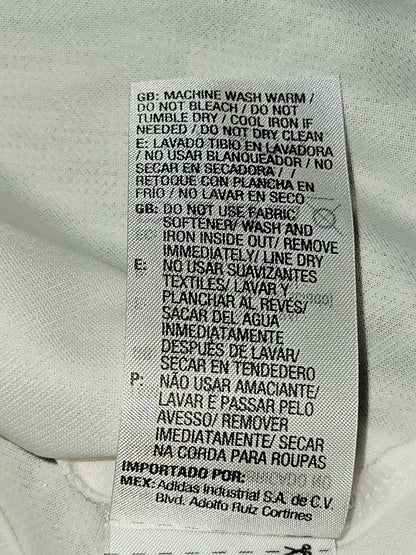 GB: MACHINE WASH WARM /
DO NOT BLEACH / DO NOT
TUMBLE DRY / COOL IRON IF
NEEDED / DO NOT DRY CLEAN
E: LAVADO TIBIO EN LAVADORA
/ NO USAR BLANQUEADOR / NO
SECAR EN SECADORA / /
RETOQUE CON PLANCHA EN
FRÍO / NO LAVAR EN SECO
GB: DO NOT USE FABRIC
SOFTENER/ WASH AND
IRON INSIDE OUT/ REMOVE
IMMEDIATELY/ LINE DRY
E: NO USAR SUAVIZANTES
TEXTILES/ LAVAR Y
PLANCHAR AL REVÉS/
SACAR DEL AGUA
INMEDIATAMENTE
DESPUÉS DE LAVAR/
SECAR EN TENDEDERO
P: NÃO USAR AMACIANTE/
LAVAR E PASSAR PELO
AVESSO/ REMOVER
IMEDIATAMENTE/ SECAR
NA CORDA PARA ROUPAS
IMPORTADO POR:
MEX: Adidas Industrial S.A. de C.V.
Blvd. Adolfo Ruiz Cortines